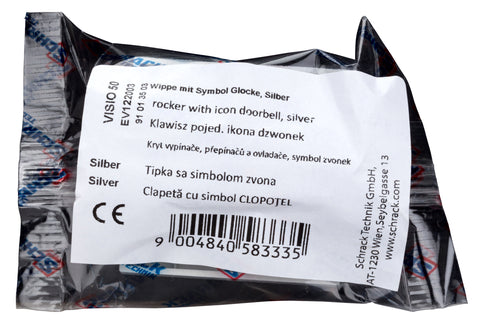 VISIO 50
EV122003
91 01 35 03
Wippe mit Symbol Glocke, Silber
rocker with icon doorbell, silver
Klawisz pojed. ikona dzwonek
Kryt vypínače, přepínačů a ovladače, symbol zvonek
Silber
Tipka sa simbolom zvona
Silver
Clapetă cu simbol CLOPOŢEL
CE
9 004840 583335
Schrack Technik GmbH,
AT-1230 Wien, Seybelgasse 13
www.schrack.com